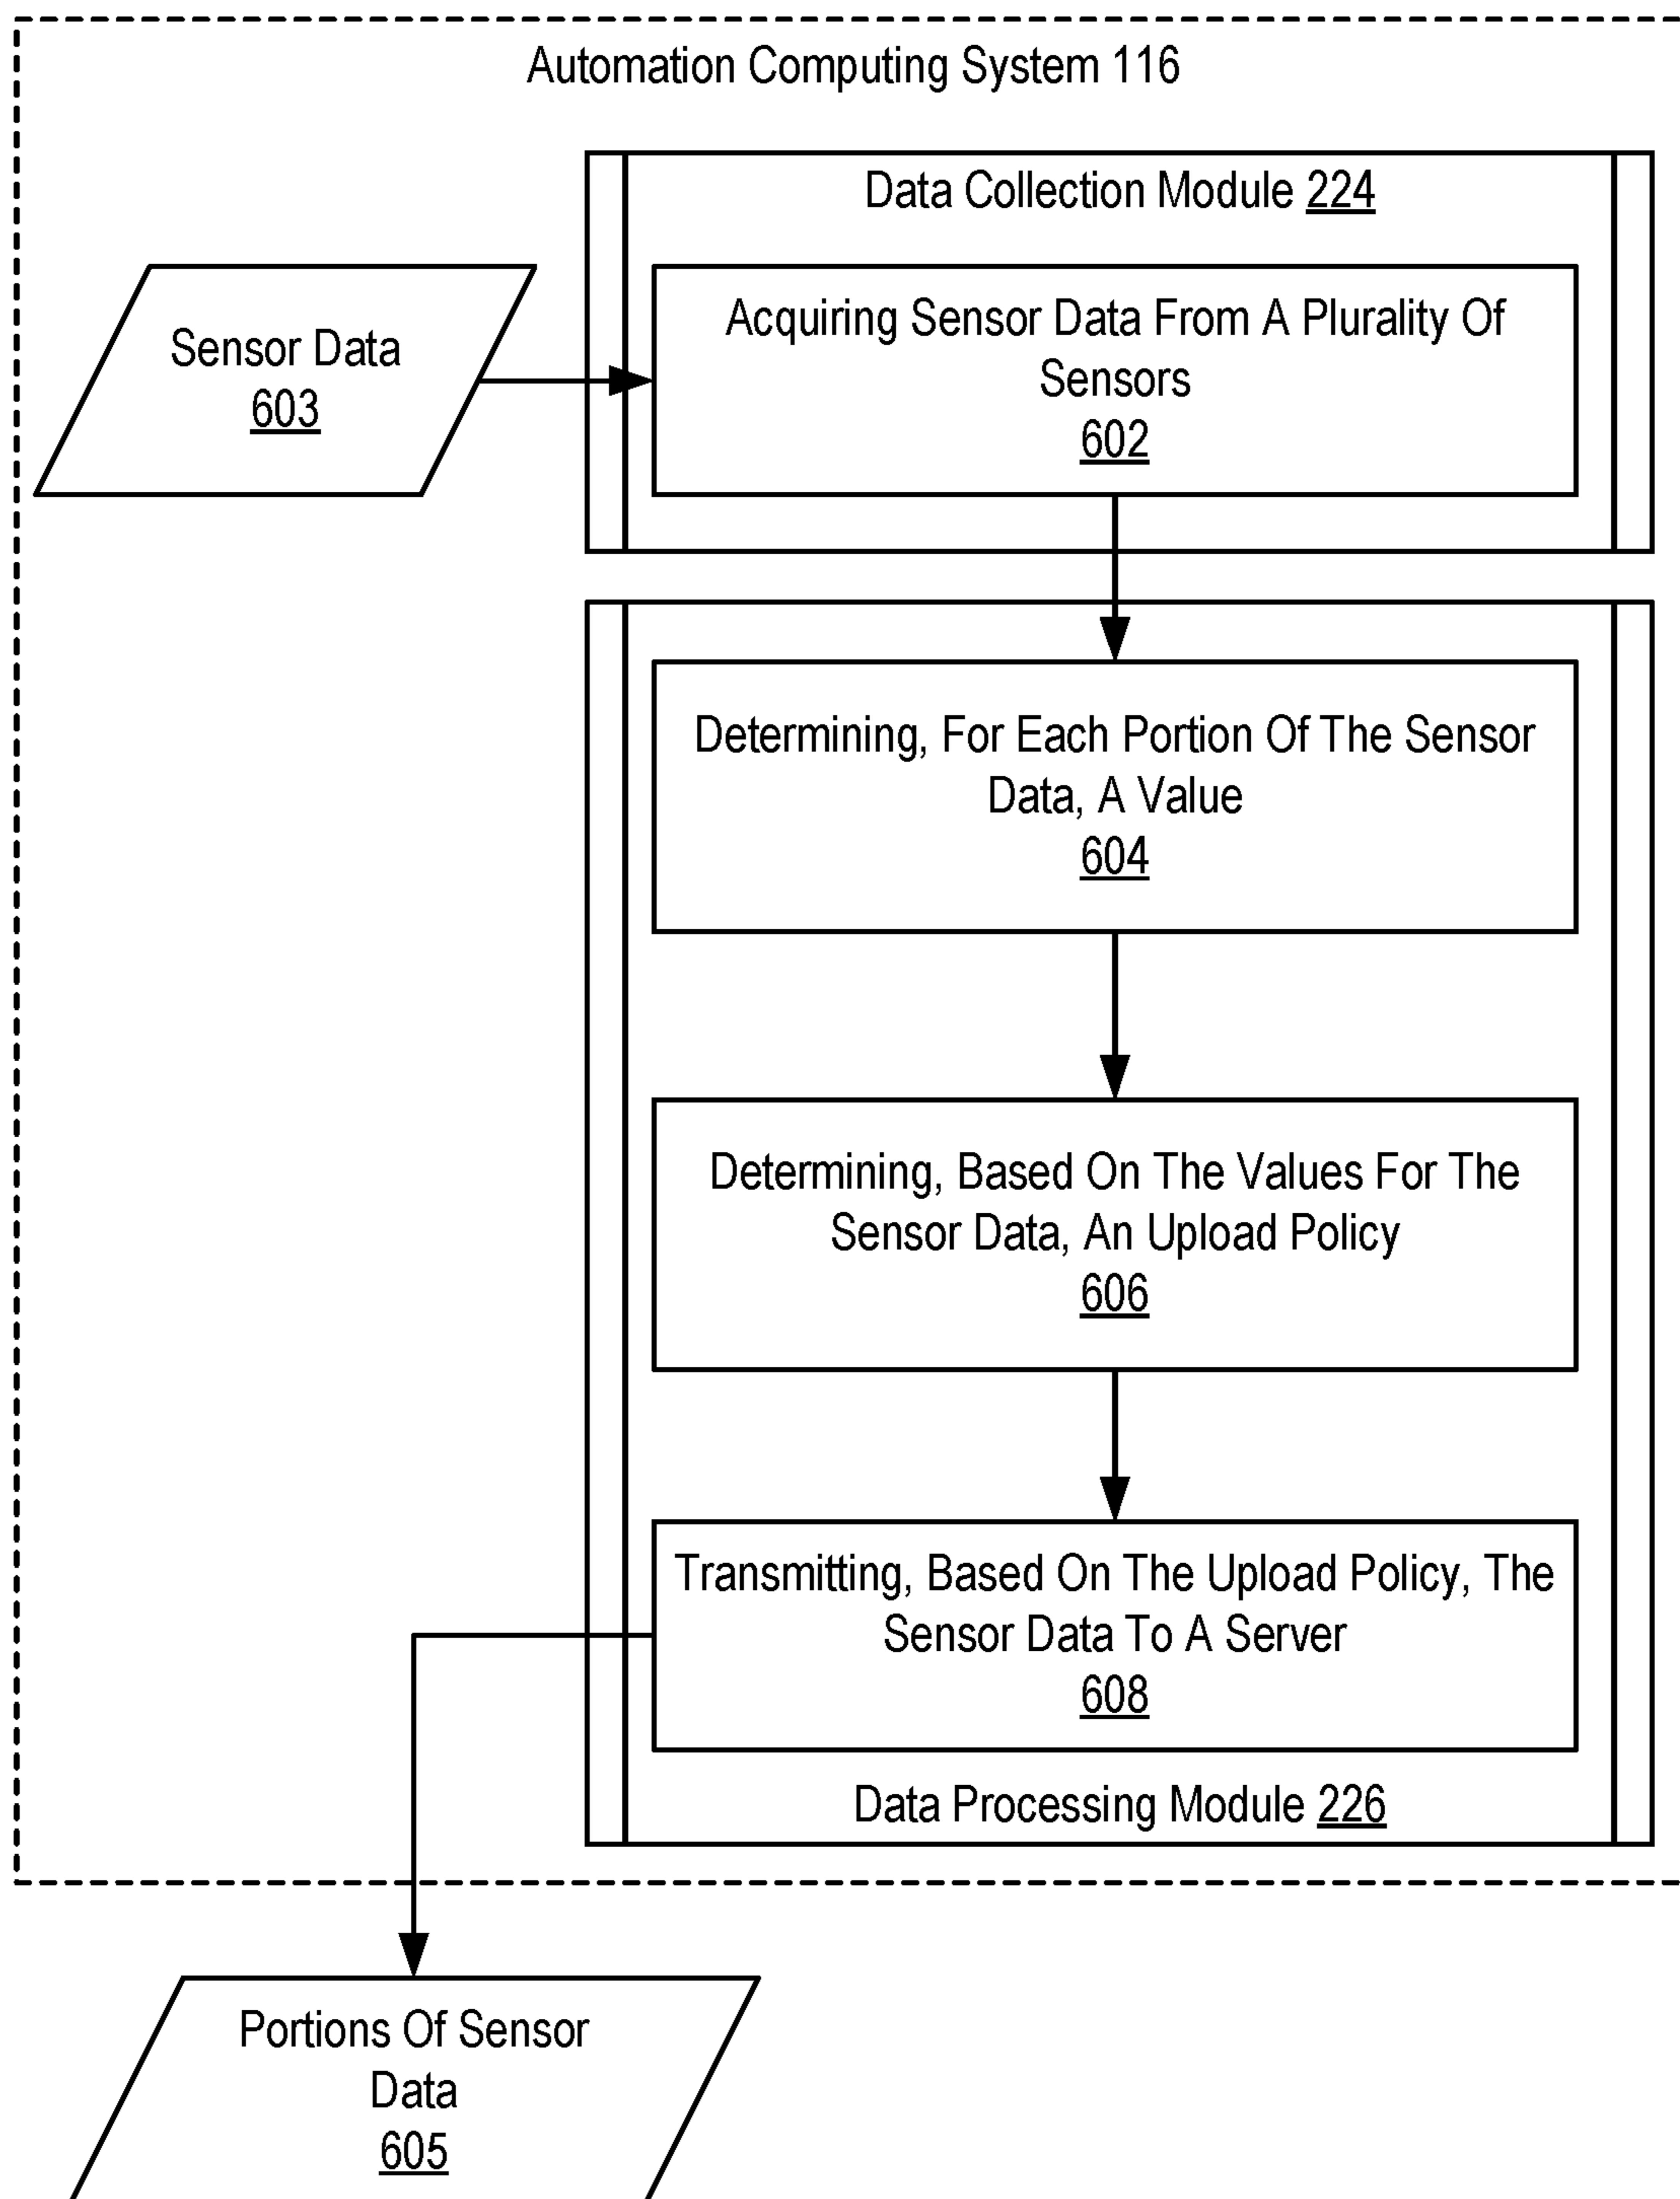 Automation Computing System 116
Data Collection Module 224
Sensor Data
603
Acquiring Sensor Data From A Plurality Of
Sensors
602
Determining, For Each Portion Of The Sensor
Data, A Value
604
Determining, Based On The Values For The
Sensor Data, An Upload Policy
606
Transmitting, Based On The Upload Policy, The
Sensor Data To A Server
608
Data Processing Module 226
Portions Of Sensor
Data
605